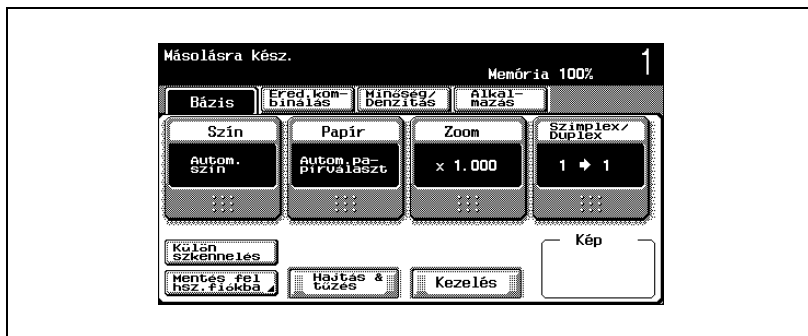 Másolásra Kész.
Memória 100%
1
Bázis
Ered.kom-
binálás
Minőség/
Denzitás
Alkal-
mazás
Szín
Papír
Zoom
Szimplex/
Duplex
Autom.
szín
Autom.pa-
pírválaszt
x 1.000
1 ➔ 1
Külön
szkennelés
Kép
Mentés fel
hsz.fiókba
Hajtás &
tűzés
Kezelés